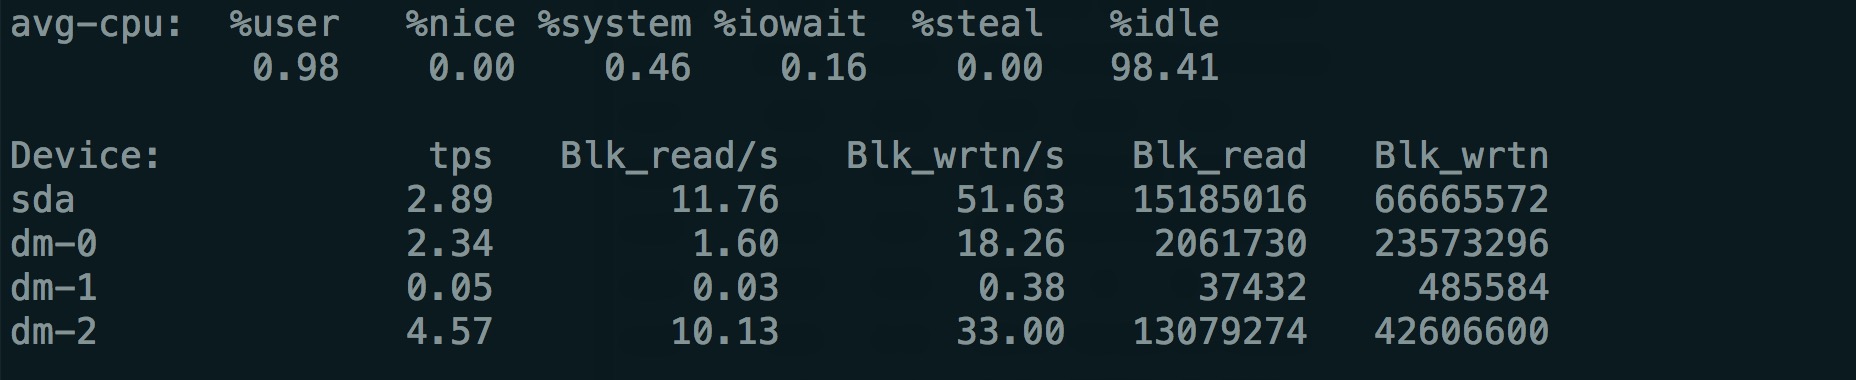 avg-cpu:  %user   %nice %system %iowait  %steal   %idle
           0.98    0.00    0.46    0.16    0.00   98.41
Device:            tps   Blk_read/s   Blk_wrtn/s   Blk_read   Blk_wrtn
sda               2.89        11.76        51.63   15185016   66665572
dm-0              2.34         1.60        18.26    2061730   23573296
dm-1              0.05         0.03         0.38      37432     485584
dm-2              4.57        10.13        33.00   13079274   42606600